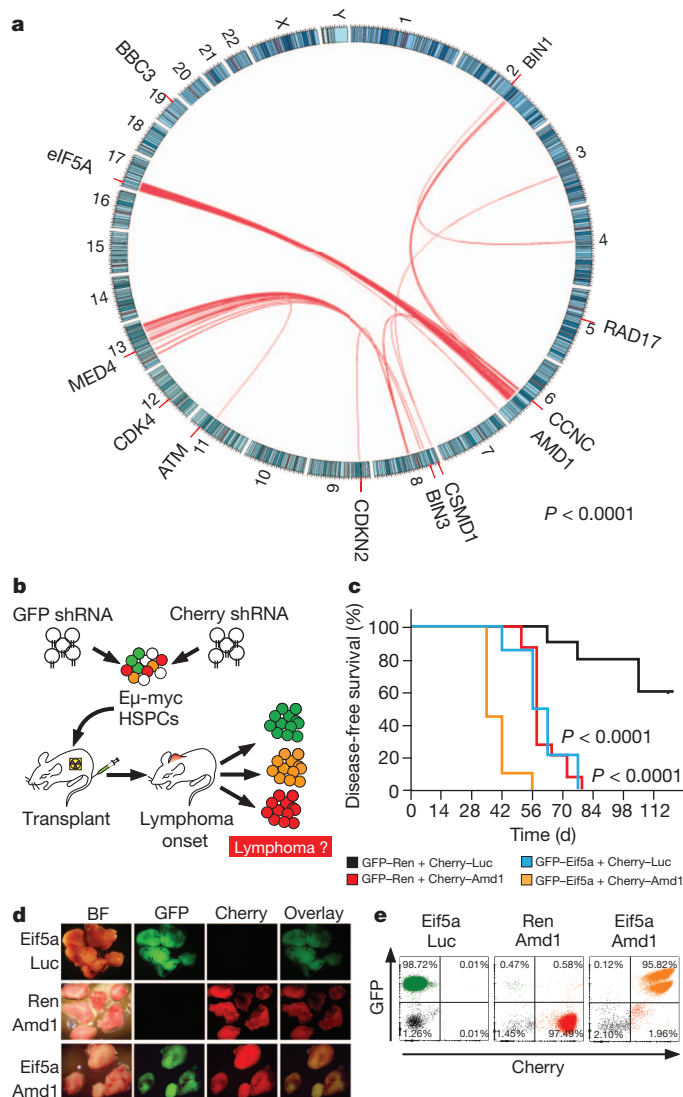 a
Y
X
1
22
21
20
19
18
17
16
15
14
13
12
11
10
9
8
7
6
5
4
3
2
BBC3
BIN1
eIF5A
RAD17
MED4
CDK4
ATM
CDKN2
BIN3
CSMD1
AMD1
CCNC
P < 0.0001
b
GFP shRNA
Cherry shRNA
Eμ-myc
HSPCs
Transplant
Lymphoma
onset
Lymphoma ?
c
Disease-free survival (%)
100
80
60
40
20
0
P < 0.0001
P < 0.0001
0 14 28 42 56 70 84 98 112
Time (d)
GFP–Ren + Cherry–Luc
GFP–Eif5a + Cherry–Luc
GFP–Ren + Cherry–Amd1
GFP–Eif5a + Cherry–Amd1
d
BF GFP Cherry Overlay
Eif5a
Luc
Ren
Amd1
Eif5a
Amd1
e
Eif5a
Luc
Ren
Amd1
Eif5a
Amd1
GFP
98.72% 0.01% 0.47% 0.58% 0.12% 95.82%
1.26% 0.01% 1.45% 97.49% 2.10% 1.96%
Cherry